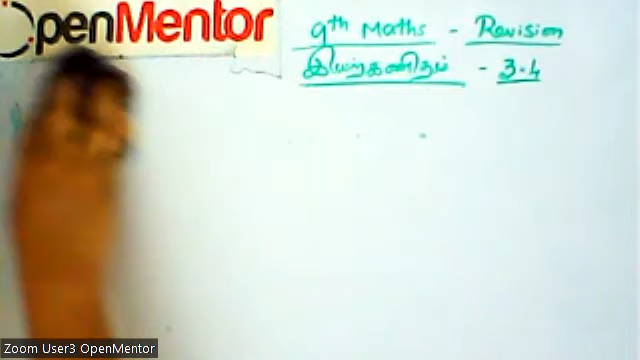 OpenMentor
9th Maths - Revision
இயற்கணிதம் - 3.4
Zoom User3 OpenMentor